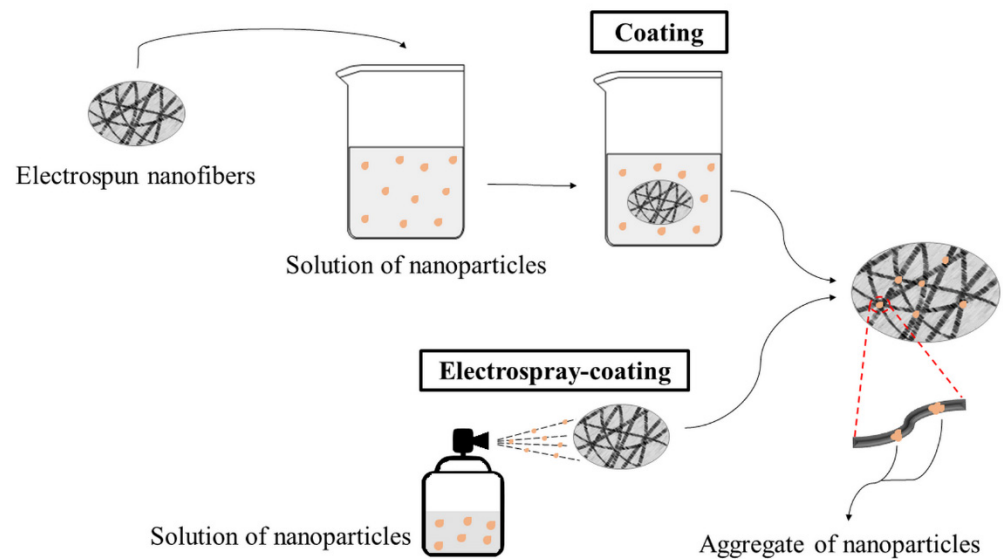 Coating
Electrospun nanofibers
Solution of nanoparticles
Electrospray-coating
Solution of nanoparticles
Aggregate of nanoparticles